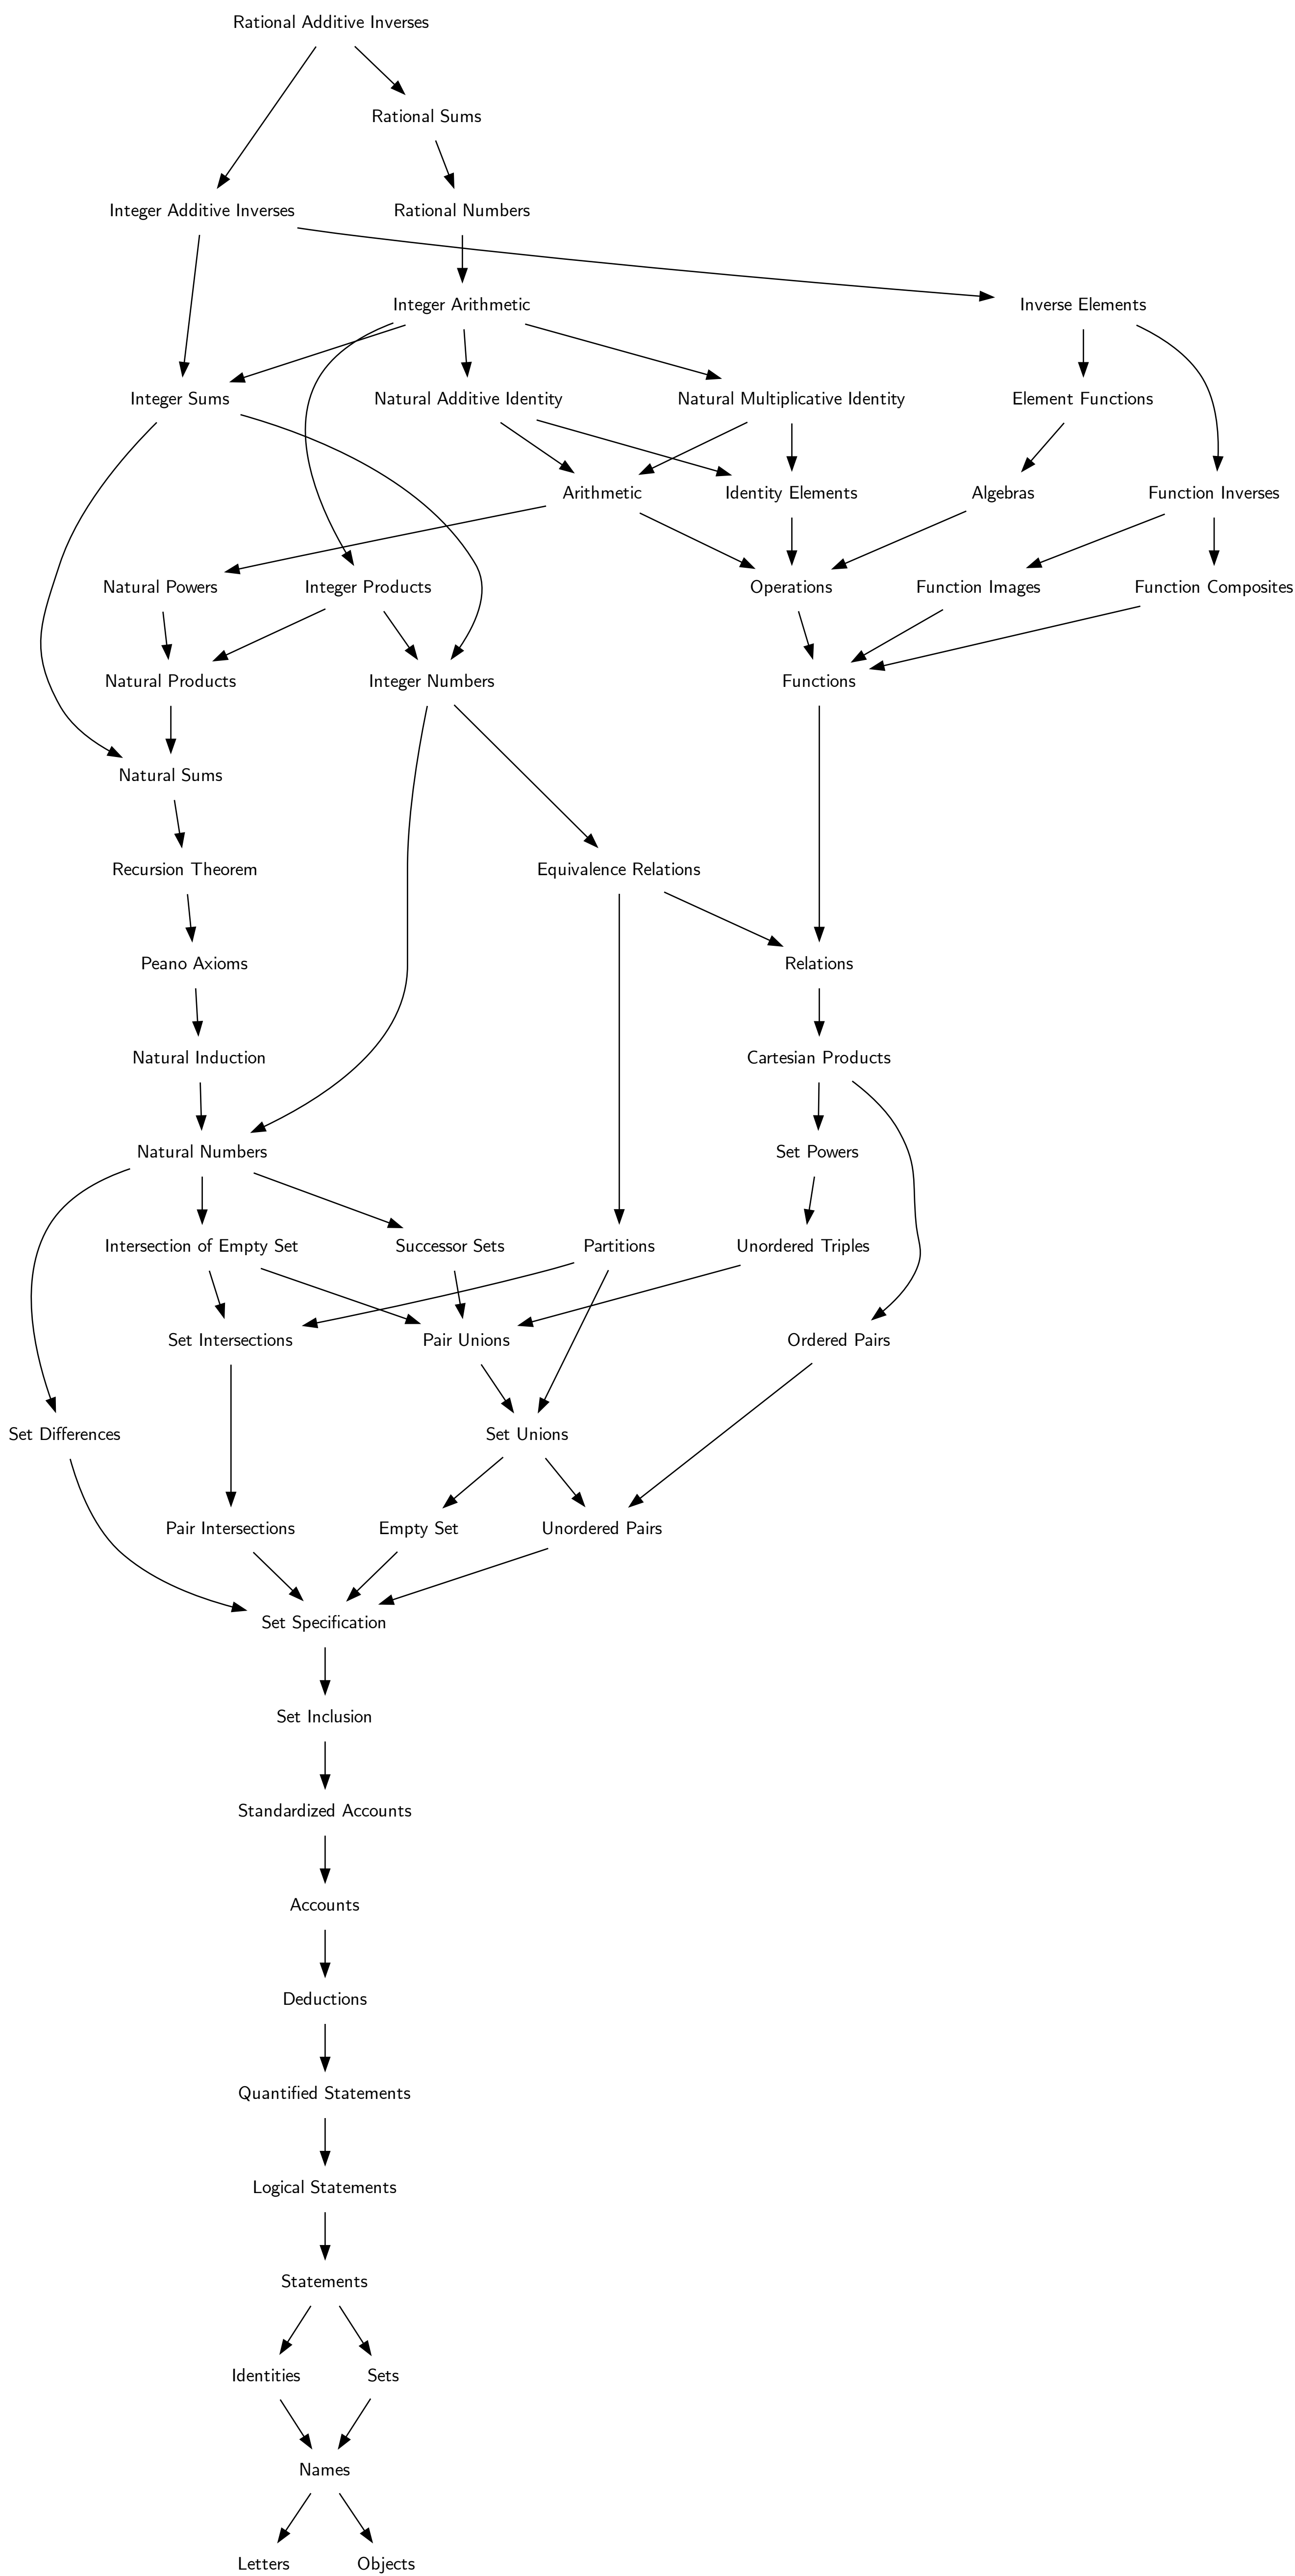 Rational Additive Inverses
Rational Sums
Integer Additive Inverses
Rational Numbers
Integer Arithmetic
Inverse Elements
Integer Sums
Natural Additive Identity
Natural Multiplicative Identity
Element Functions
Arithmetic
Identity Elements
Algebras
Function Inverses
Natural Powers
Integer Products
Operations
Function Images
Function Composites
Natural Products
Integer Numbers
Functions
Natural Sums
Recursion Theorem
Equivalence Relations
Peano Axioms
Relations
Natural Induction
Cartesian Products
Natural Numbers
Set Powers
Intersection of Empty Set
Successor Sets
Partitions
Unordered Triples
Set Intersections
Pair Unions
Ordered Pairs
Set Differences
Set Unions
Pair Intersections
Empty Set
Unordered Pairs
Set Specification
Set Inclusion
Standardized Accounts
Accounts
Deductions
Quantified Statements
Logical Statements
Statements
Identities
Sets
Names
Letters
Objects